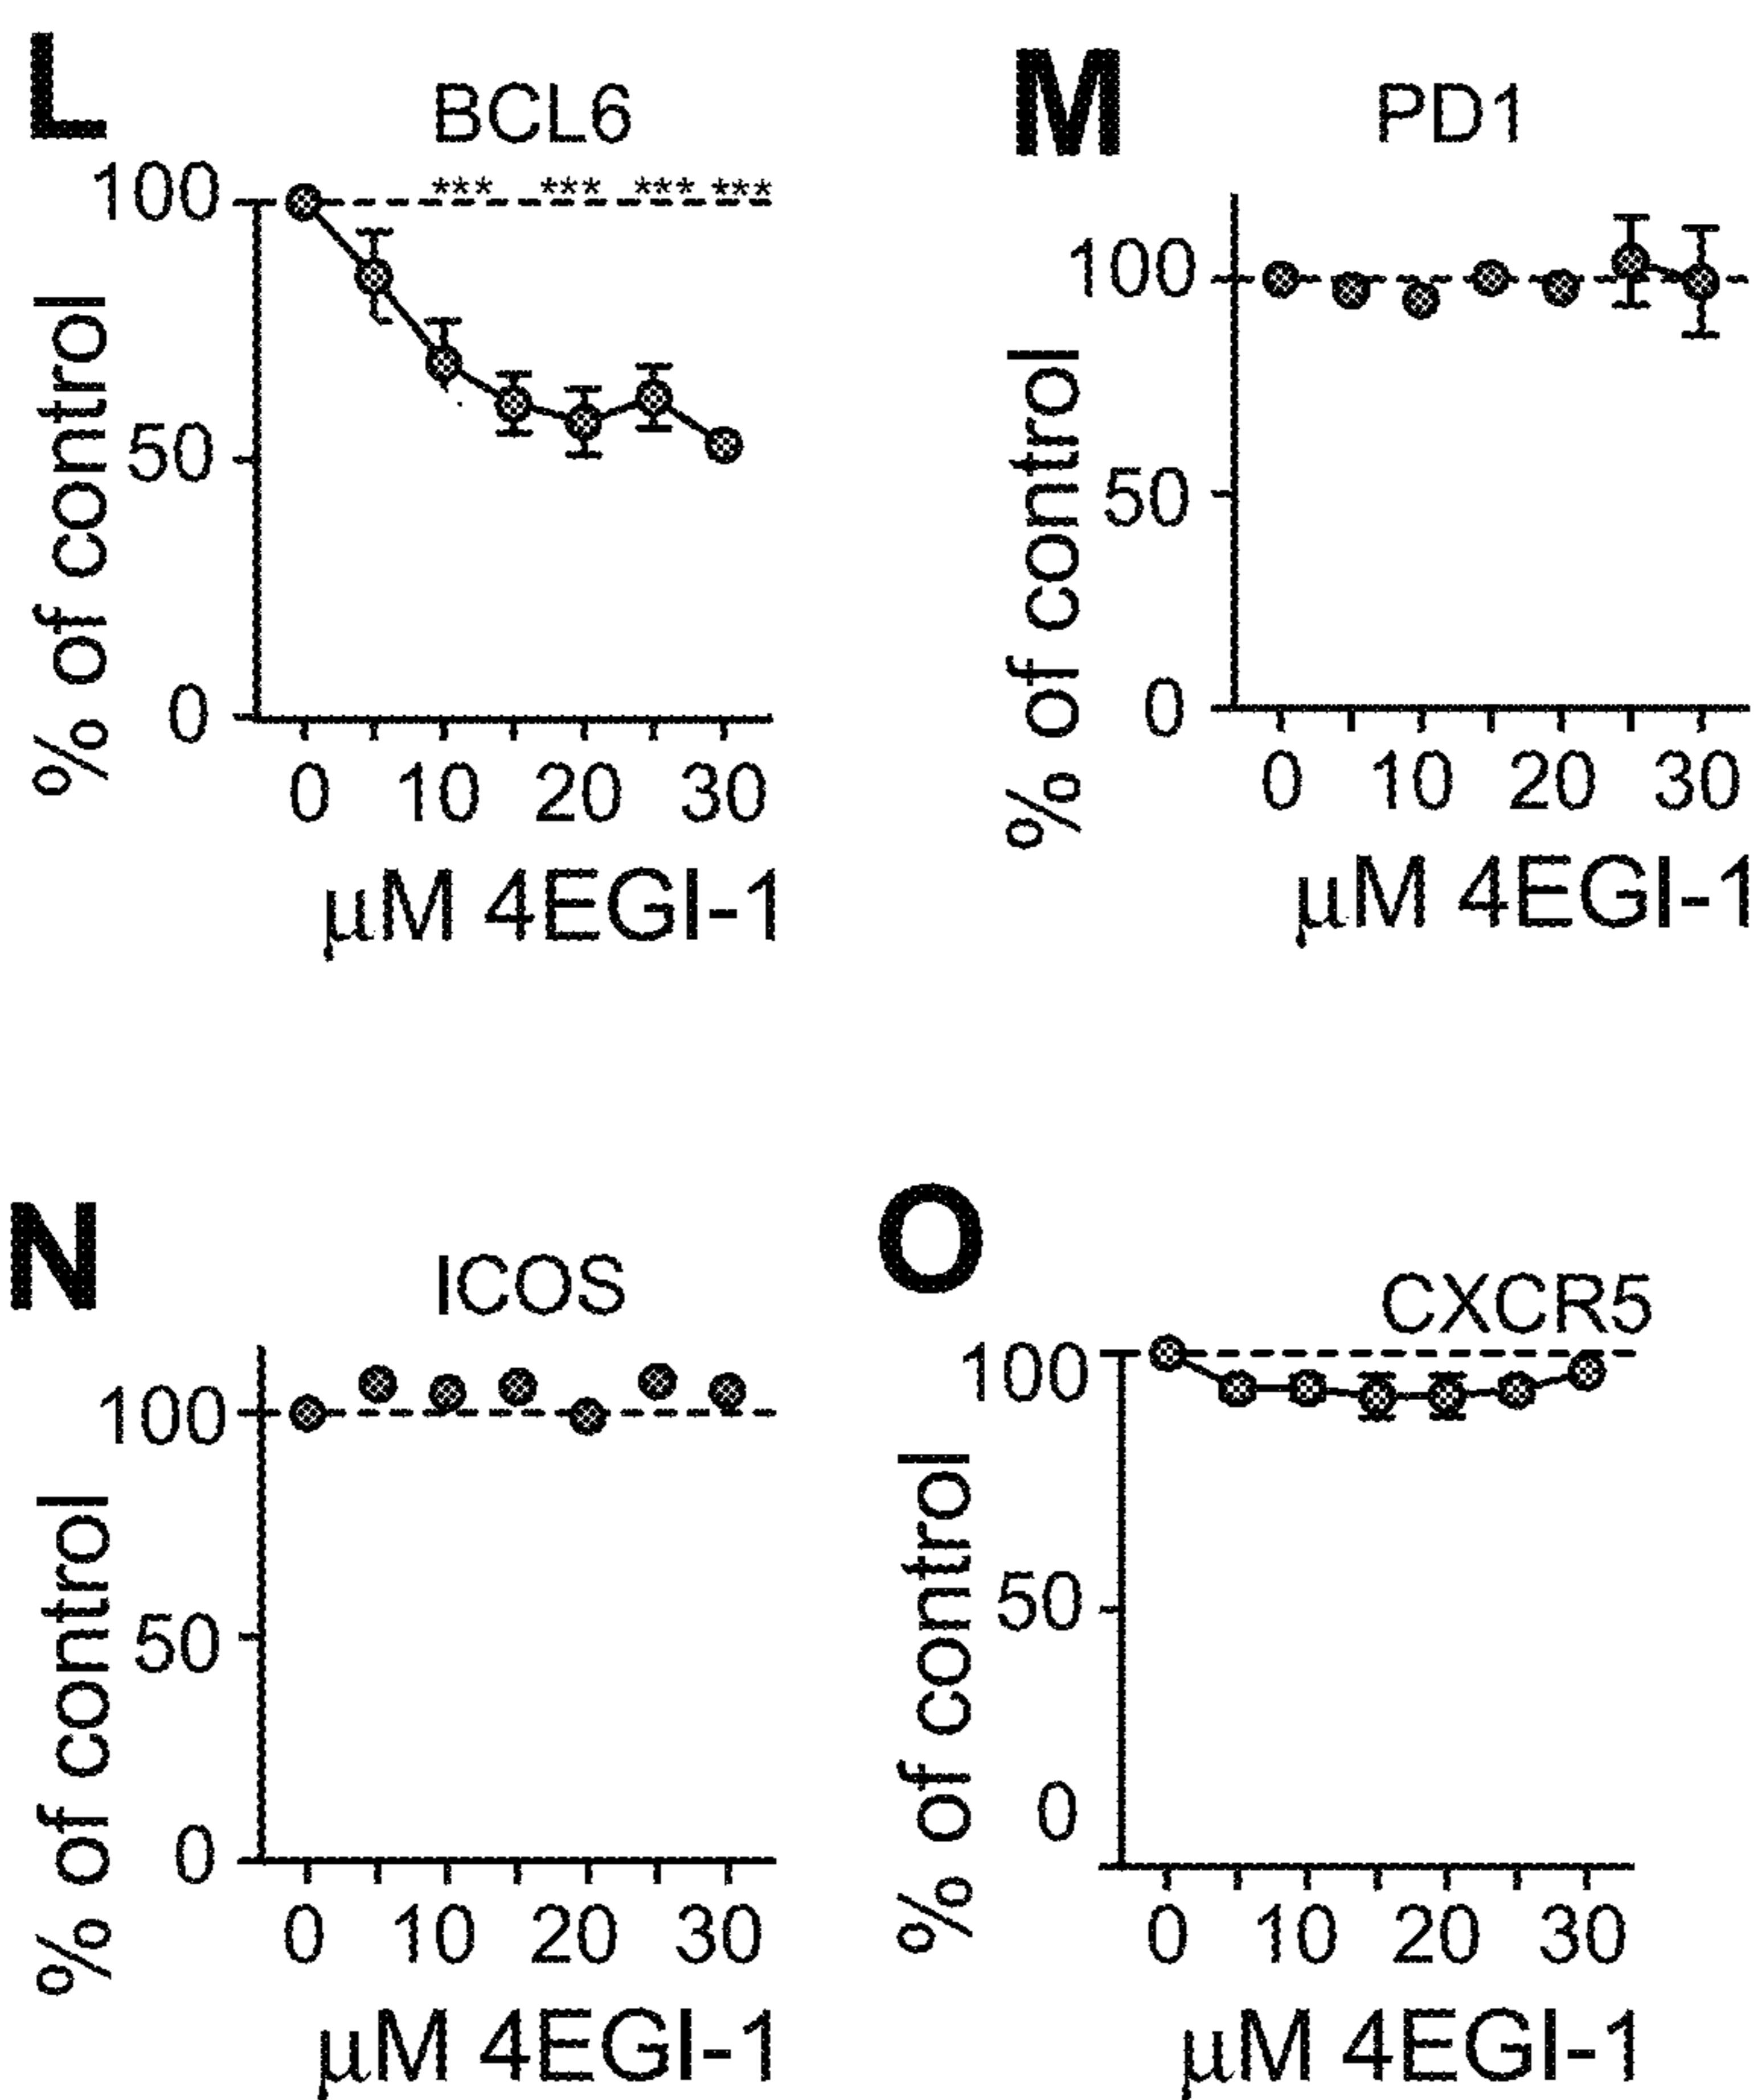 L
BCL6
100
*** *** *** ***
50
0
% of control
0 10 20 30
µM 4EGI-1
M
PD1
100
50
0
% of control
0 10 20 30
µM 4EGI-1
N
ICOS
100
50
0
% of control
0 10 20 30
µM 4EGI-1
O
CXCR5
100
50
0
% of control
0 10 20 30
µM 4EGI-1